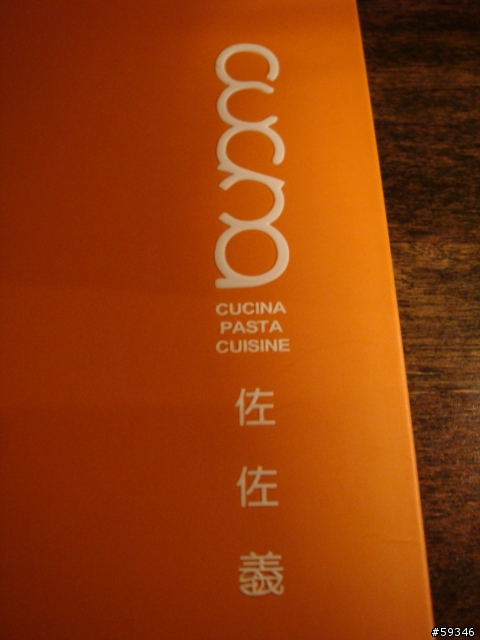 cucina
CUCINA
PASTA
CUISINE
佐
佐
義
#59346